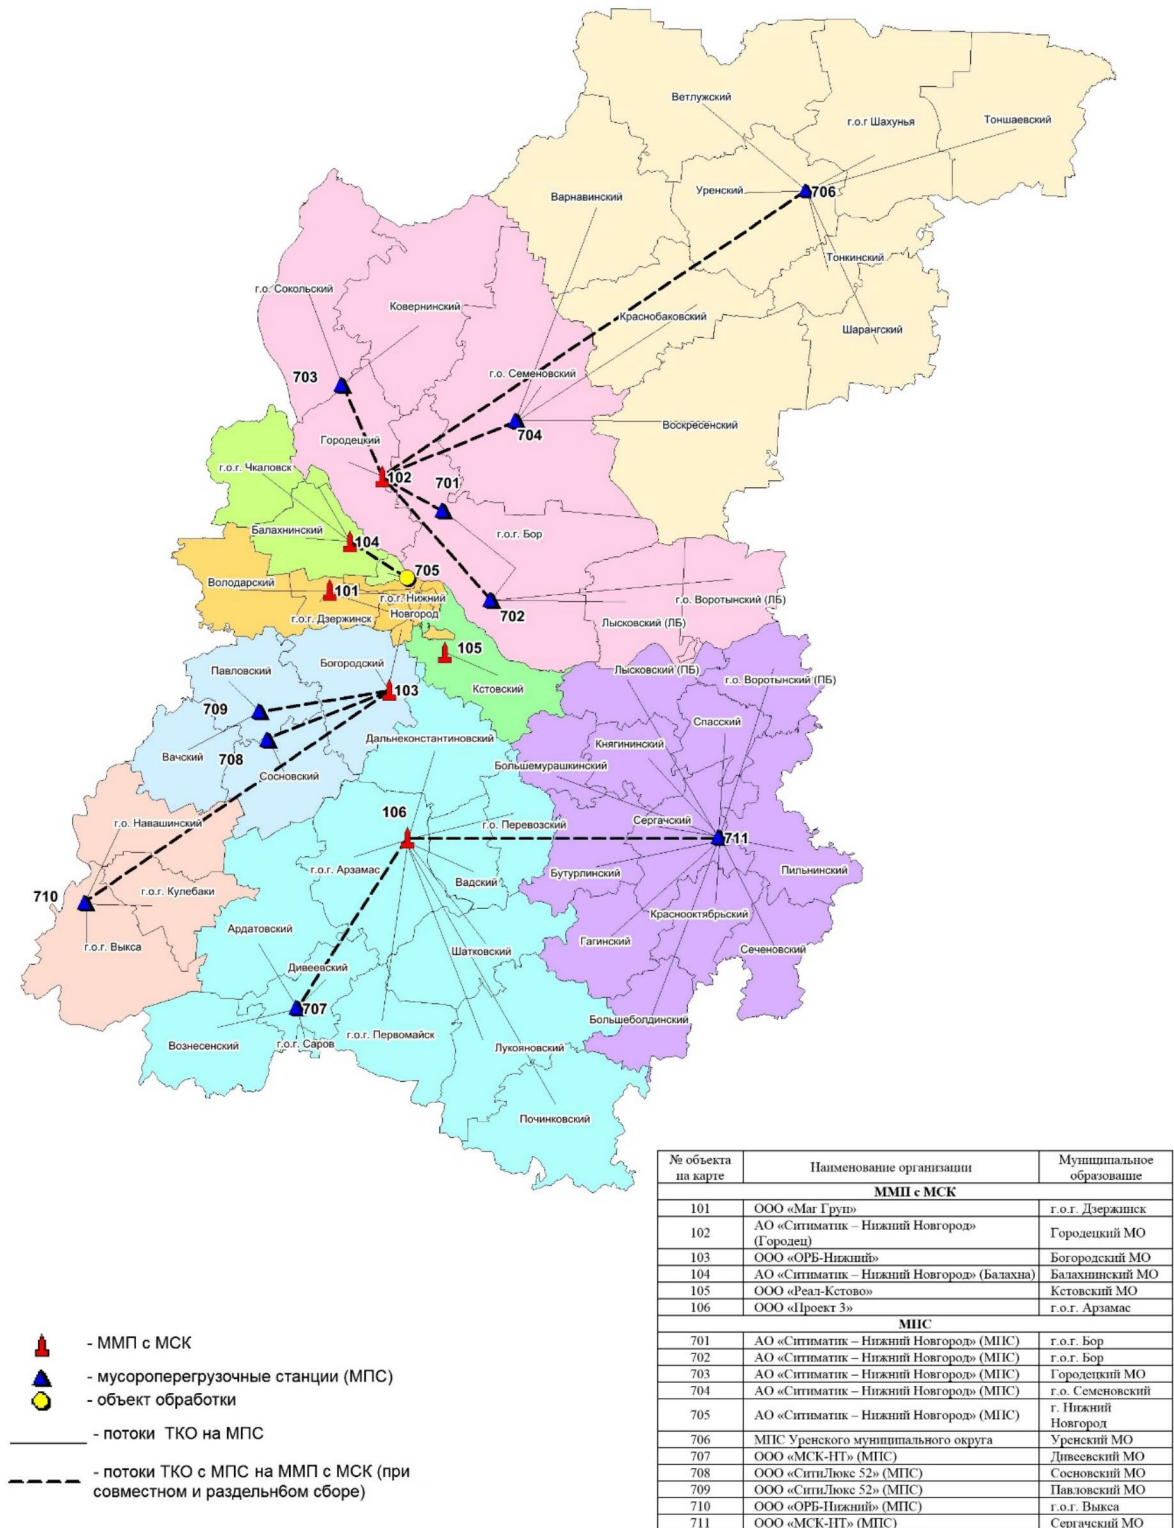 Ветлужский
г.о.г Шахунья
Тоншаевский
Варнавинский
Уренский
706
Тонкинский
г.о. Сокольский
Ковернинский
Краснобаковский
Шарангский
703
г.о. Семеновский
704
Воскресенский
Городецкий
г.о.г. Чкаловск
102
701
Балахнинский
104
г.о.г. Бор
705
Володарский
101
г.о.г. Нижний
Новгород
702
г.о. Воротынский (ЛБ)
г.о.г. Дзержинск
Лысковский (ЛБ)
105
Павловский
Богородский
Кстовский
Лысковский (ПБ)
г.о. Воротынский (ПБ)
103
709
Спасский
Дальнеконстантиновский
Княгининский
Вачский
708
Сосновский
Большемурашкинский
106
г.о. Навашинский
г.о. Перевозский
Сергачский
711
г.о.г. Арзамас
Вадский
Бутурлинский
Пильнинский
710
г.о.г. Кулебаки
Краснооктябрьский
Ардатовский
Гагинский
г.о.г. Выкса
Шатковский
Сеченовский
Дивеевский
707
Большеболдинский
г.о.г. Первомайск
Вознесенский
г.о.г. Саров
Лукояновский
Починковский
- ММП с МСК
- мусороперегрузочные станции (МПС)
- объект обработки
- потоки ТКО на МПС
- потоки ТКО с МПС на ММП с МСК (при
совместном и раздельн6ом сборе)
№ объекта на карте Наименование организации Муниципальное образование
ММП с МСК
101 ООО «Маг Груп» г.о.г. Дзержинск
102 АО «Ситиматик – Нижний Новгород» (Городец) Городецкий МО
103 ООО «ОРБ-Нижний» Богородский МО
104 АО «Ситиматик – Нижний Новгород» (Балахна) Балахнинский МО
105 ООО «Реал-Кстово» Кстовский МО
106 ООО «Проект 3» г.о.г. Арзамас
МПС
701 АО «Ситиматик – Нижний Новгород» (МПС) г.о.г. Бор
702 АО «Ситиматик – Нижний Новгород» (МПС) г.о.г. Бор
703 АО «Ситиматик – Нижний Новгород» (МПС) Городецкий МО
704 АО «Ситиматик – Нижний Новгород» (МПС) г.о. Семеновский
705 АО «Ситиматик – Нижний Новгород» (МПС) г. Нижний Новгород
706 МПС Уренского муниципального округа Уренский МО
707 ООО «МСК-НТ» (МПС) Дивеевский МО
708 ООО «СитиЛюкс 52» (МПС) Сосновский МО
709 ООО «СитиЛюкс 52» (МПС) Павловский МО
710 ООО «ОРБ-Нижний» (МПС) г.о.г. Выкса
711 ООО «МСК-НТ» (МПС) Сергачский МО